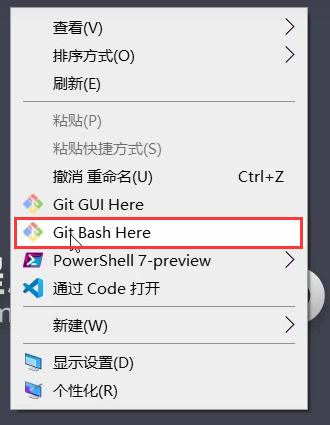 查看(V)
排序方式(O)
刷新(E)
粘贴(P)
粘贴快捷方式(S)
撤消 重命名(U) Ctrl+Z
Git GUI Here
Git Bash Here
PowerShell 7-preview
通过 Code 打开
新建(W)
显示设置(D)
个性化(R)